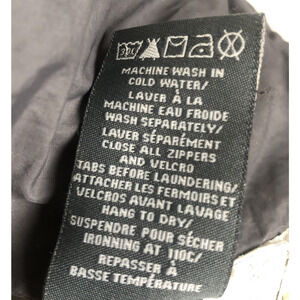 30C
MACHINE WASH IN
COLD WATER/
LAVER À LA
MACHINE EAU FROIDE
WASH SEPARATELY/
LAVER SÉPARÉMENT
CLOSE ALL ZIPPERS
AND VELCRO
TABS BEFORE LAUNDERING/
ATTACHER LES FERMOIRS ET
VELCROS AVANT LAVAGE
HANG TO DRY/
SUSPENDRE POUR SÉCHER
IRONNING AT 110C/
REPASSER À
BASSE TEMPÉRATURE